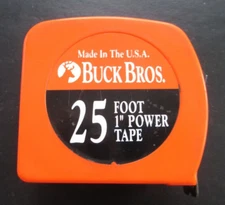 Made In The U.S.A.
BUCK BROS.
25 FOOT
1" POWER
TAPE